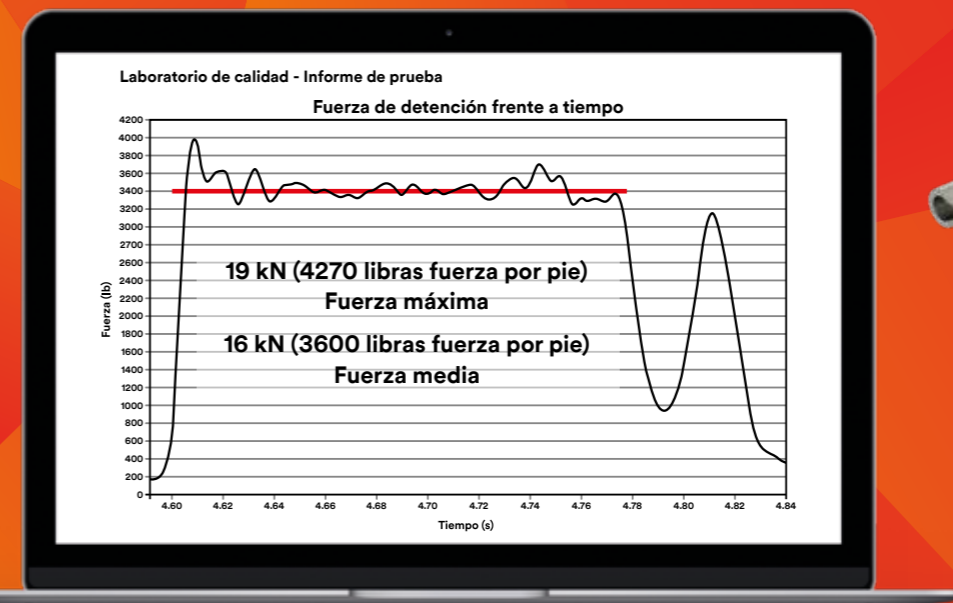 Laboratorio de calidad - Informe de prueba
Fuerza de detención frente a tiempo
4200
4000
3800
3600
3400
3200
3000
2700
2600
2400
2200
2000
1800
1600
1400
1200
1000
800
600
400
200
0
Fuerza (lb)
19 kN (4270 libras fuerza por pie)
Fuerza máxima
16 kN (3600 libras fuerza por pie)
Fuerza media
4.60 4.62 4.64 4.66 4.68 4.70 4.72 4.74 4.76 4.78 4.80 4.82 4.84
Tiempo (s)